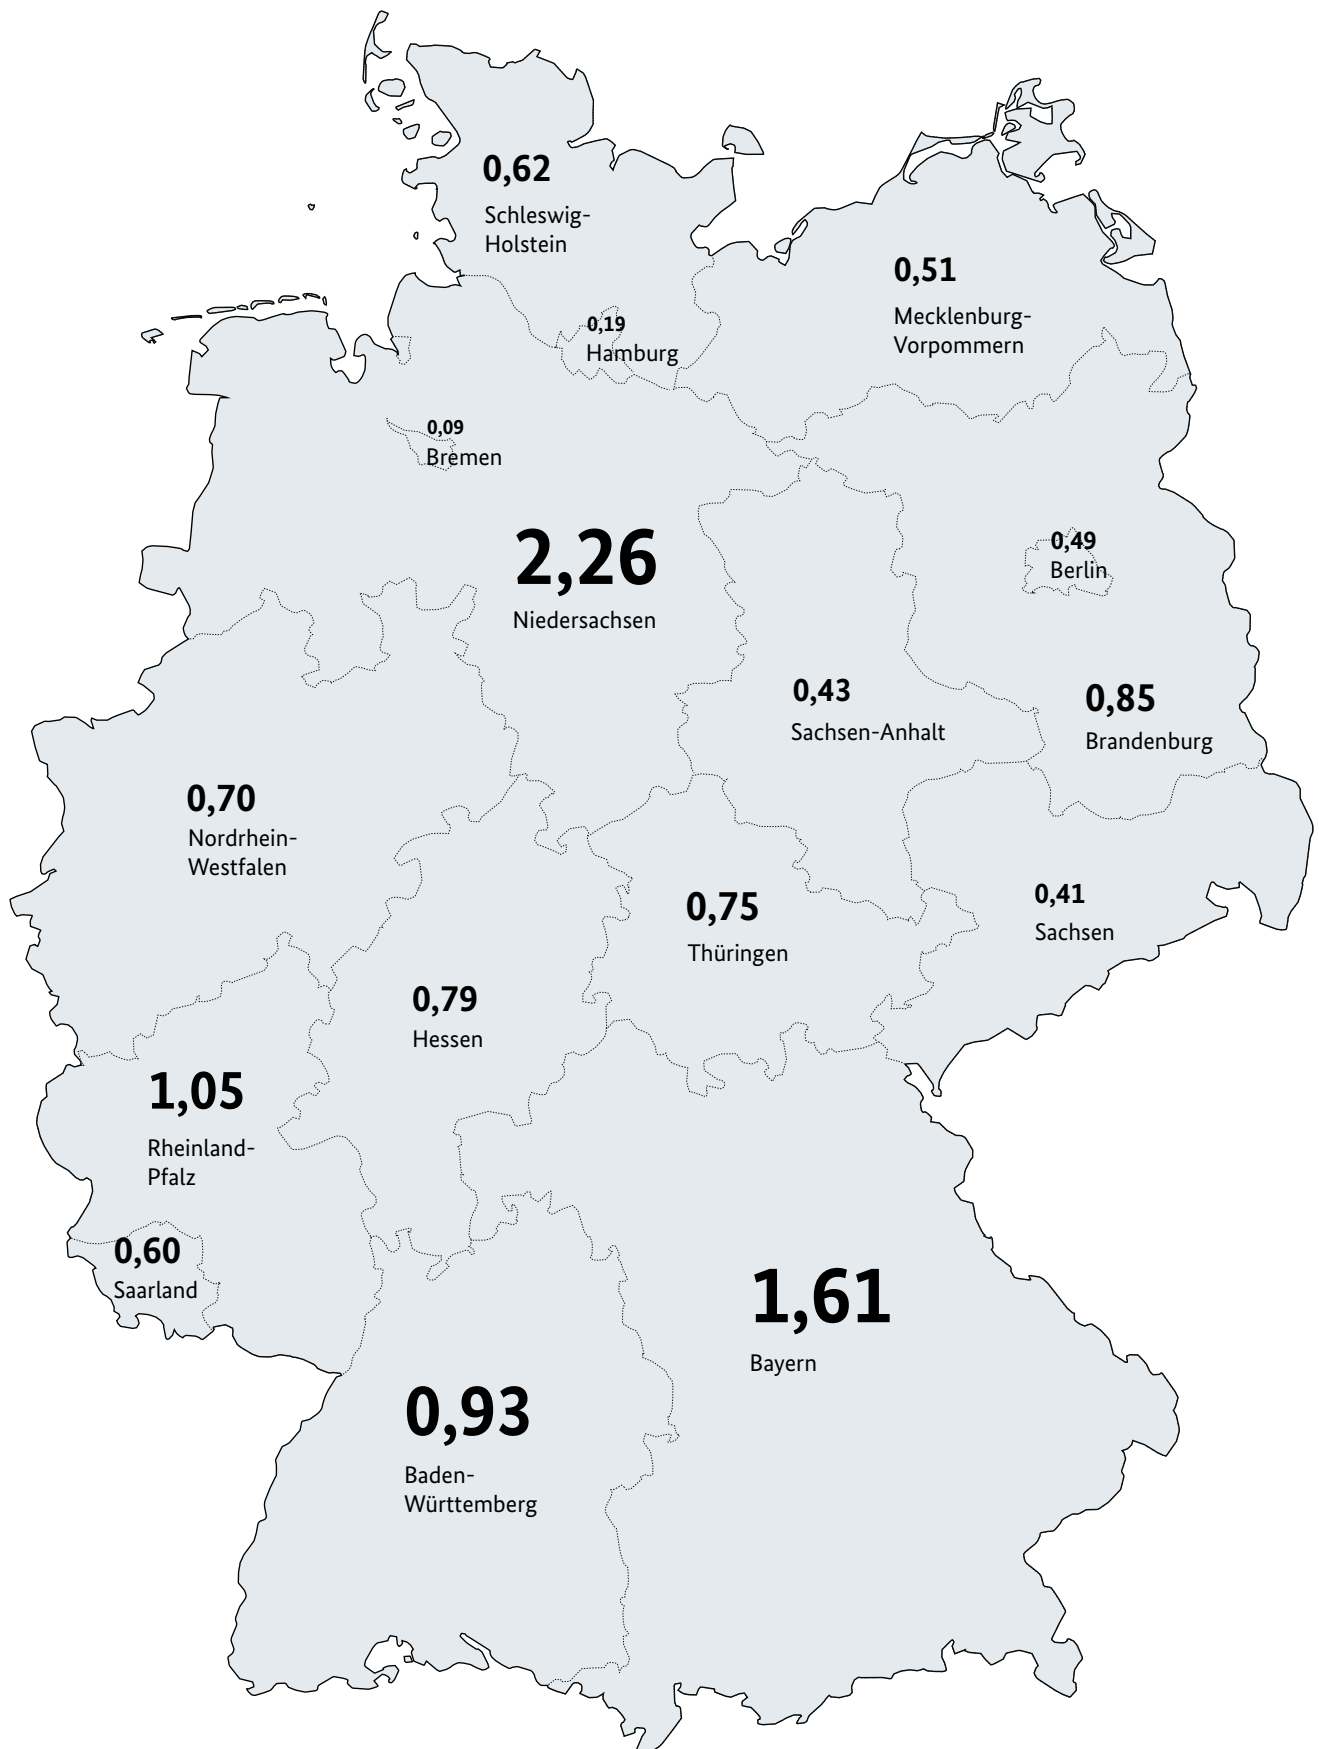 0,62
Schleswig-
Holstein
0,51
Mecklenburg-
Vorpommern
0,19
Hamburg
0,09
Bremen
2,26
Niedersachsen
0,49
Berlin
0,43
Sachsen-Anhalt
0,85
Brandenburg
0,70
Nordrhein-
Westfalen
0,75
Thüringen
0,41
Sachsen
0,79
Hessen
1,05
Rheinland-
Pfalz
0,60
Saarland
1,61
Bayern
0,93
Baden-
Württemberg